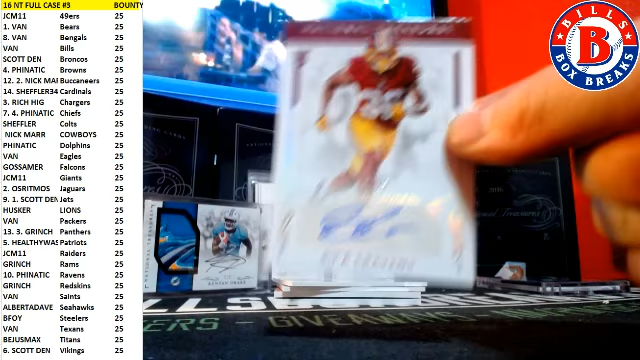 16 NT FULL CASE #3 BOUNTY
JCM11 49ers 25
1. VAN Bears 25
8. VAN Bengals 25
VAN Bills 25
SCOTT DEN Broncos 25
4. PHINATIC Browns 25
12. 2. NICK MAR Buccaneers 25
14. SHEFFLER34 Cardinals 25
3. RICH HIG Chargers 25
7. 4. PHINATIC Chiefs 25
SHEFFLER Colts 25
NICK MARR COWBOYS 25
PHINATIC Dolphins 25
VAN Eagles 25
GOSSAMER Falcons 25
JCM11 Giants 25
2. OSRITMOS Jaguars 25
9. 1. SCOTT DEN Jets 25
HUSKER LIONS 25
VAN Packers 25
13. 3. GRINCH Panthers 25
5. HEALTHYWAS Patriots 25
JCM11 Raiders 25
GRINCH Rams 25
10. PHINATIC Ravens 25
GRINCH Redskins 25
VAN Saints 25
ALBERTADAVE Seahawks 25
BFOY Steelers 25
VAN Texans 25
BEJUSMAX Titans 25
6. SCOTT DEN Vikings 25
BILLS
B
BOX BREAKS
KENYAN DRAKE